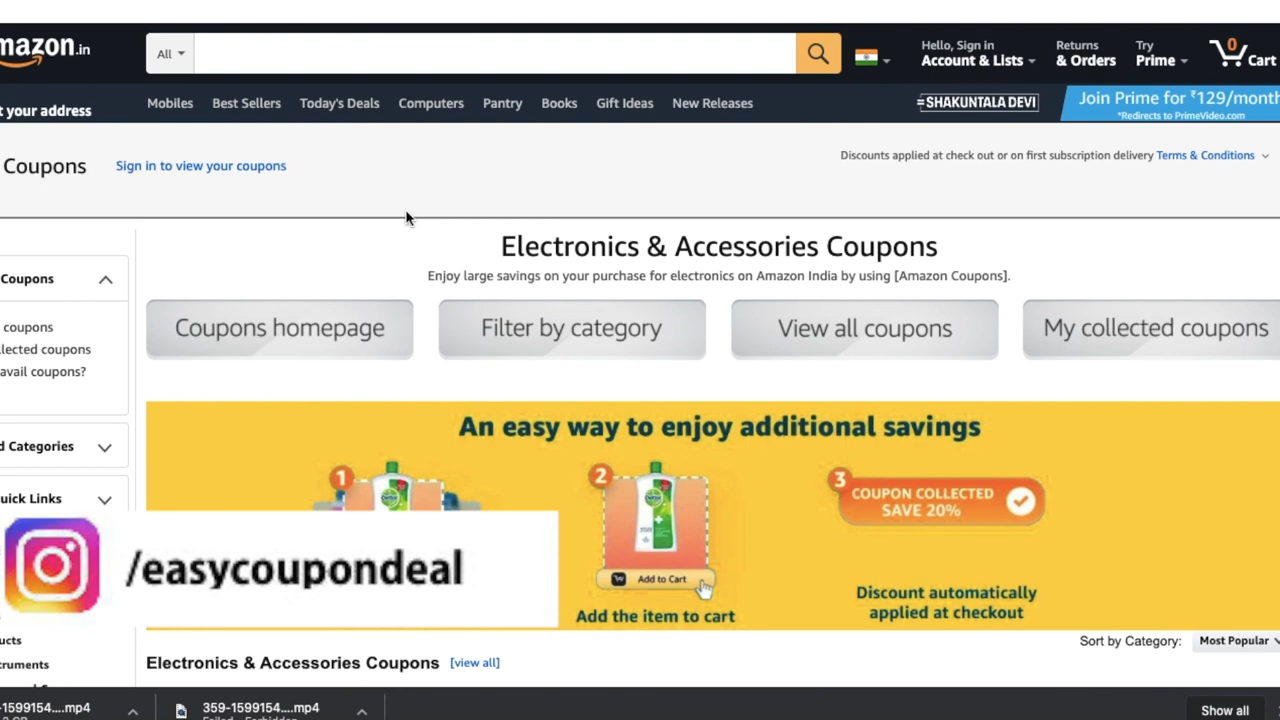 mazon.in
All
Hello, Sign in
Account & Lists
Returns
& Orders
Try
Prime
0
Cart
t your address
Mobiles Best Sellers Today's Deals Computers Pantry Books Gift Ideas New Releases
SHAKUNTALA DEVI
Join Prime for ₹129/month
*Redirects to PrimeVideo.com
Coupons
Sign in to view your coupons
Discounts applied at check out or on first subscription delivery Terms & Conditions
Electronics & Accessories Coupons
Enjoy large savings on your purchase for electronics on Amazon India by using [Amazon Coupons].
Coupons
coupons
llected coupons
avail coupons?
d Categories
uick Links
Coupons homepage
Filter by category
View all coupons
My collected coupons
An easy way to enjoy additional savings
1
2
Dettol
Add to Cart
Add the item to cart
3
COUPON COLLECTED
SAVE 20%
Discount automatically
applied at checkout
/easycoupondeal
ucts
truments
Sort by Category: Most Popular
Electronics & Accessories Coupons [view all]
-1599154....mp4
359-1599154....mp4
Failed - Forbidden
Show all